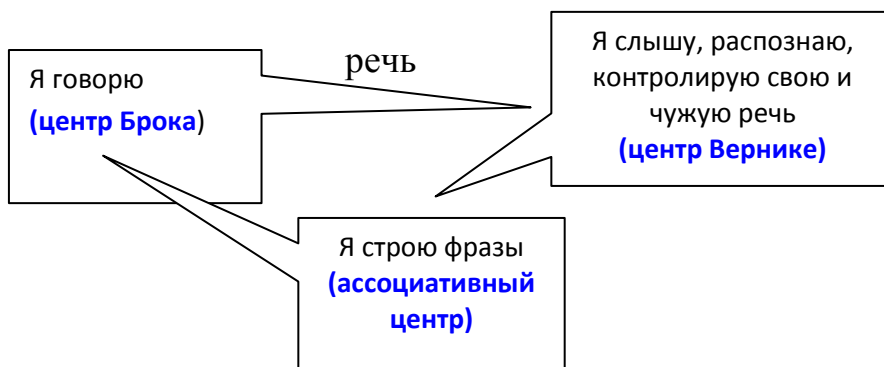 речь
Я говорю
(центр Брока)
Я слышу, распознаю,
контролирую свою и
чужую речь
(центр Вернике)
Я строю фразы
(ассоциативный
центр)